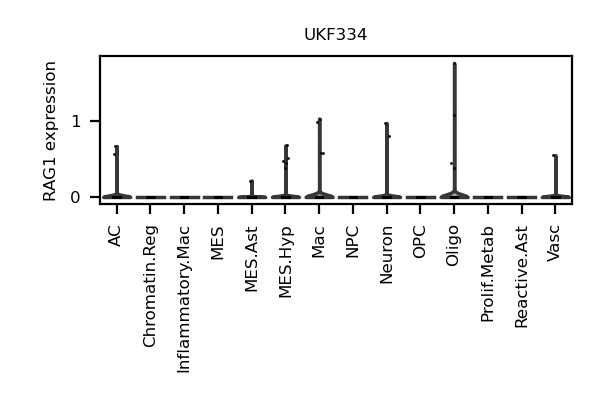 UKF334
RAG1 expression
1
0
AC
Chromatin.Reg
Inflammatory.Mac
MES
MES.Ast
MES.Hyp
Mac
NPC
Neuron
OPC
Oligo
Prolif.Metab
Reactive.Ast
Vasc